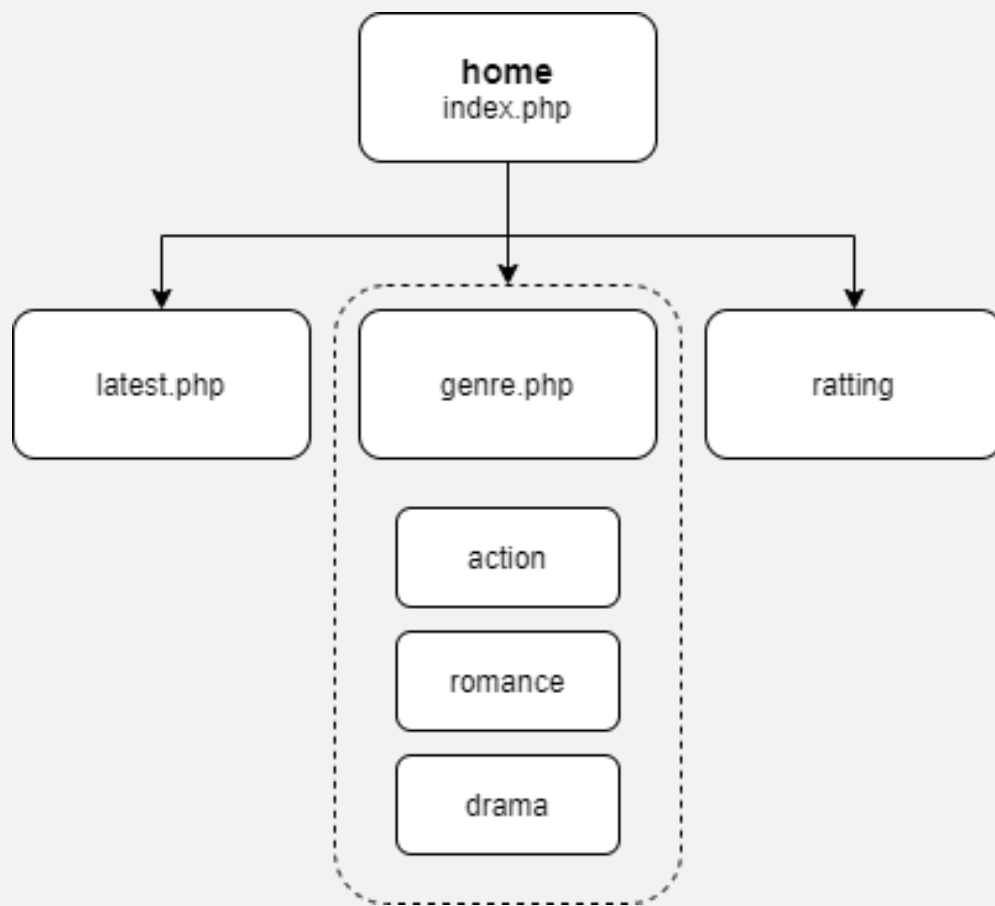 home
index.php
latest.php
genre.php
ratting
action
romance
drama